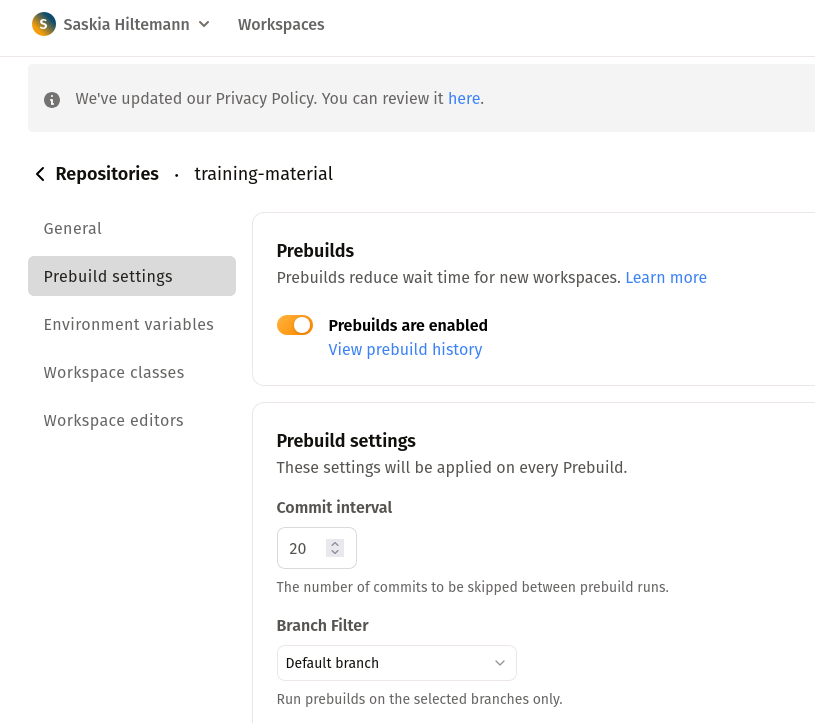 S Saskia Hiltemann Workspaces
We've updated our Privacy Policy. You can review it here.
Repositories · training-material
General
Prebuild settings
Environment variables
Workspace classes
Workspace editors
Prebuilds
Prebuilds reduce wait time for new workspaces. Learn more
Prebuilds are enabled
View prebuild history
Prebuild settings
These settings will be applied on every Prebuild.
Commit interval
20
The number of commits to be skipped between prebuild runs.
Branch Filter
Default branch
Run prebuilds on the selected branches only.